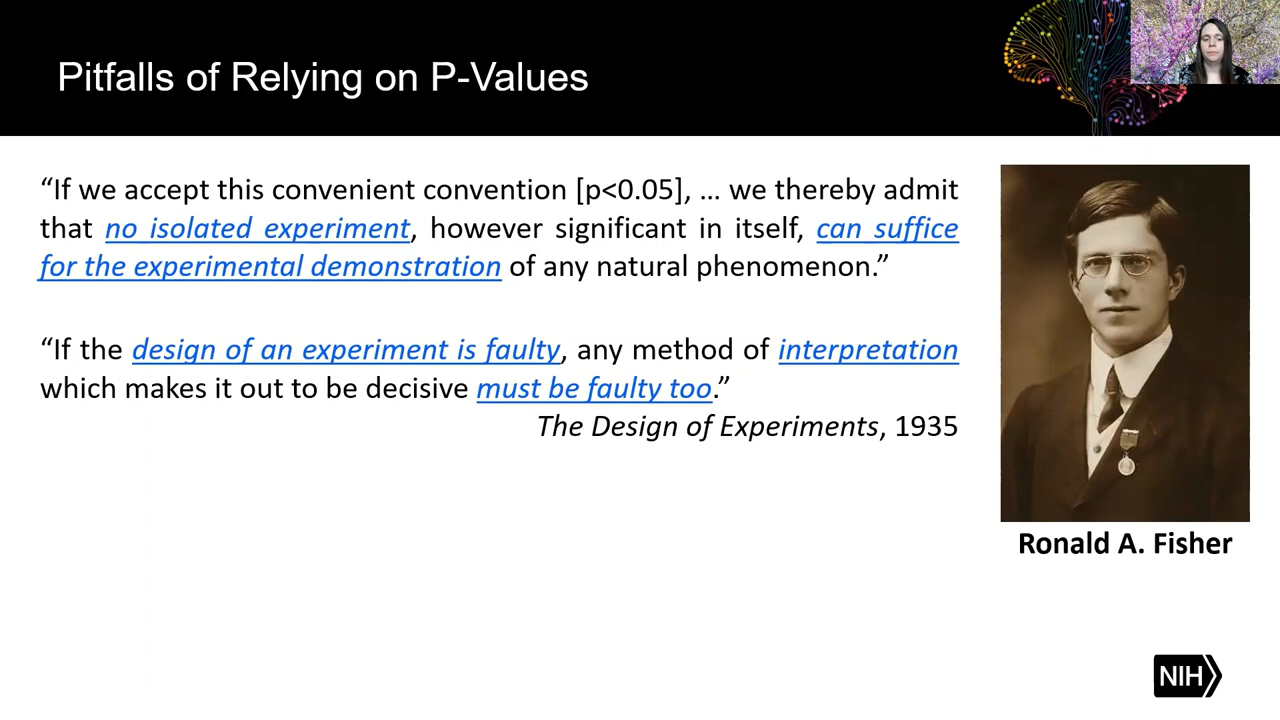 Pitfalls of Relying on P-Values
“If we accept this convenient convention [p<0.05], … we thereby admit
that no isolated experiment, however significant in itself, can suffice
for the experimental demonstration of any natural phenomenon.”
“If the design of an experiment is faulty, any method of interpretation
which makes it out to be decisive must be faulty too.”
The Design of Experiments, 1935
Ronald A. Fisher
NIH